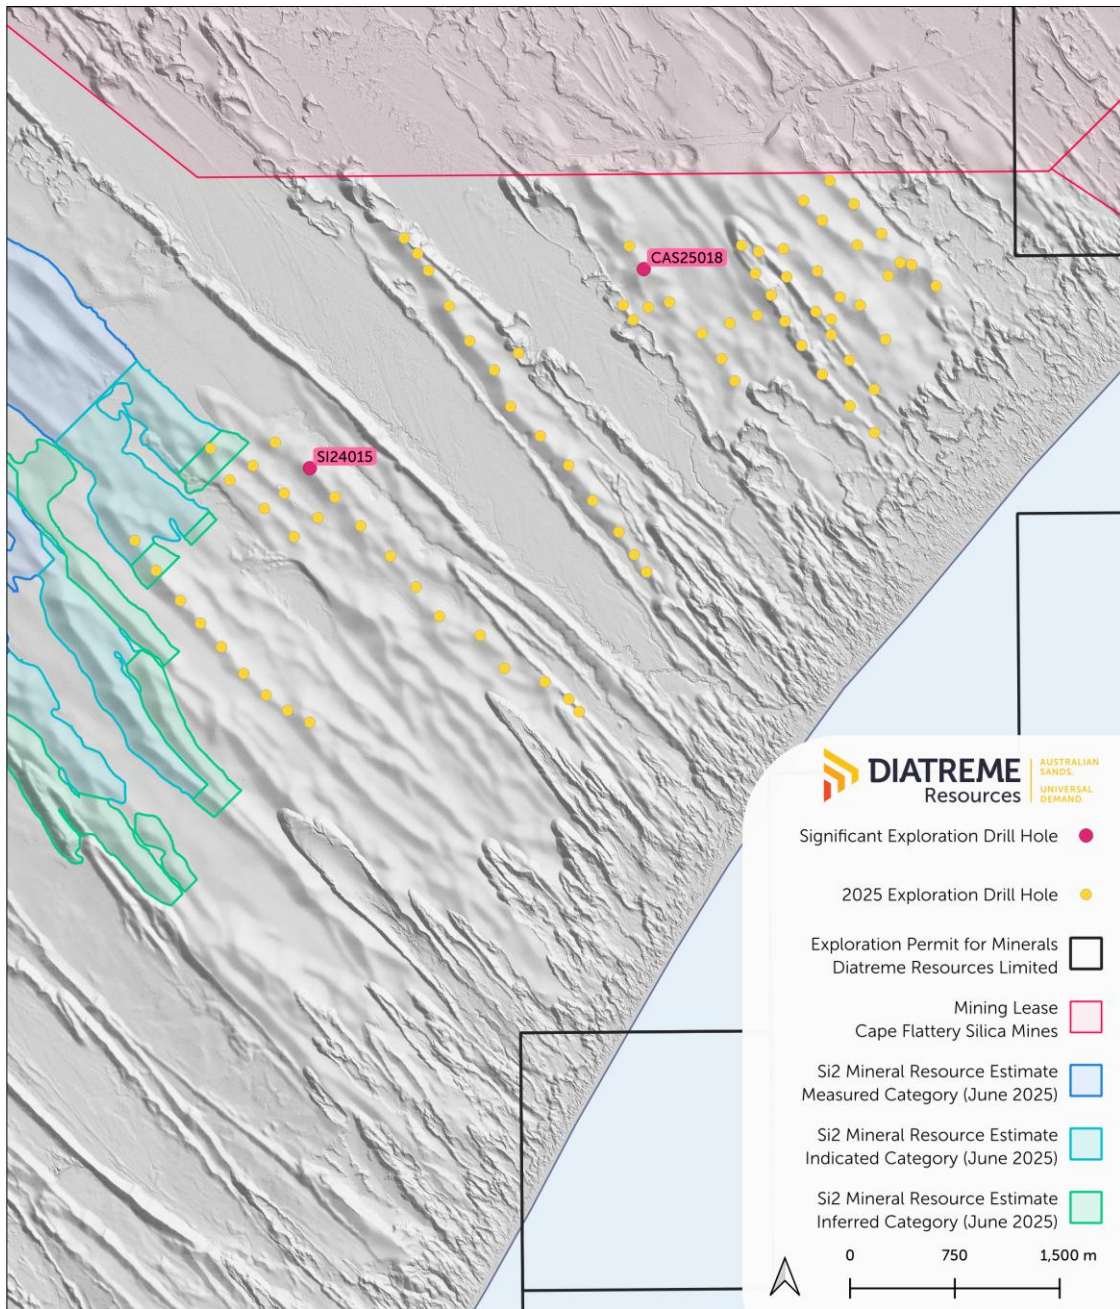 CAS25018
SI24015
DIATREME
Resources
AUSTRALIAN
SANDS.
UNIVERSAL
DEMAND.
Significant Exploration Drill Hole
2025 Exploration Drill Hole
Exploration Permit for Minerals
Diatreme Resources Limited
Mining Lease
Cape Flattery Silica Mines
Si2 Mineral Resource Estimate
Measured Category (June 2025)
Si2 Mineral Resource Estimate
Indicated Category (June 2025)
Si2 Mineral Resource Estimate
Inferred Category (June 2025)
0 750 1,500 m